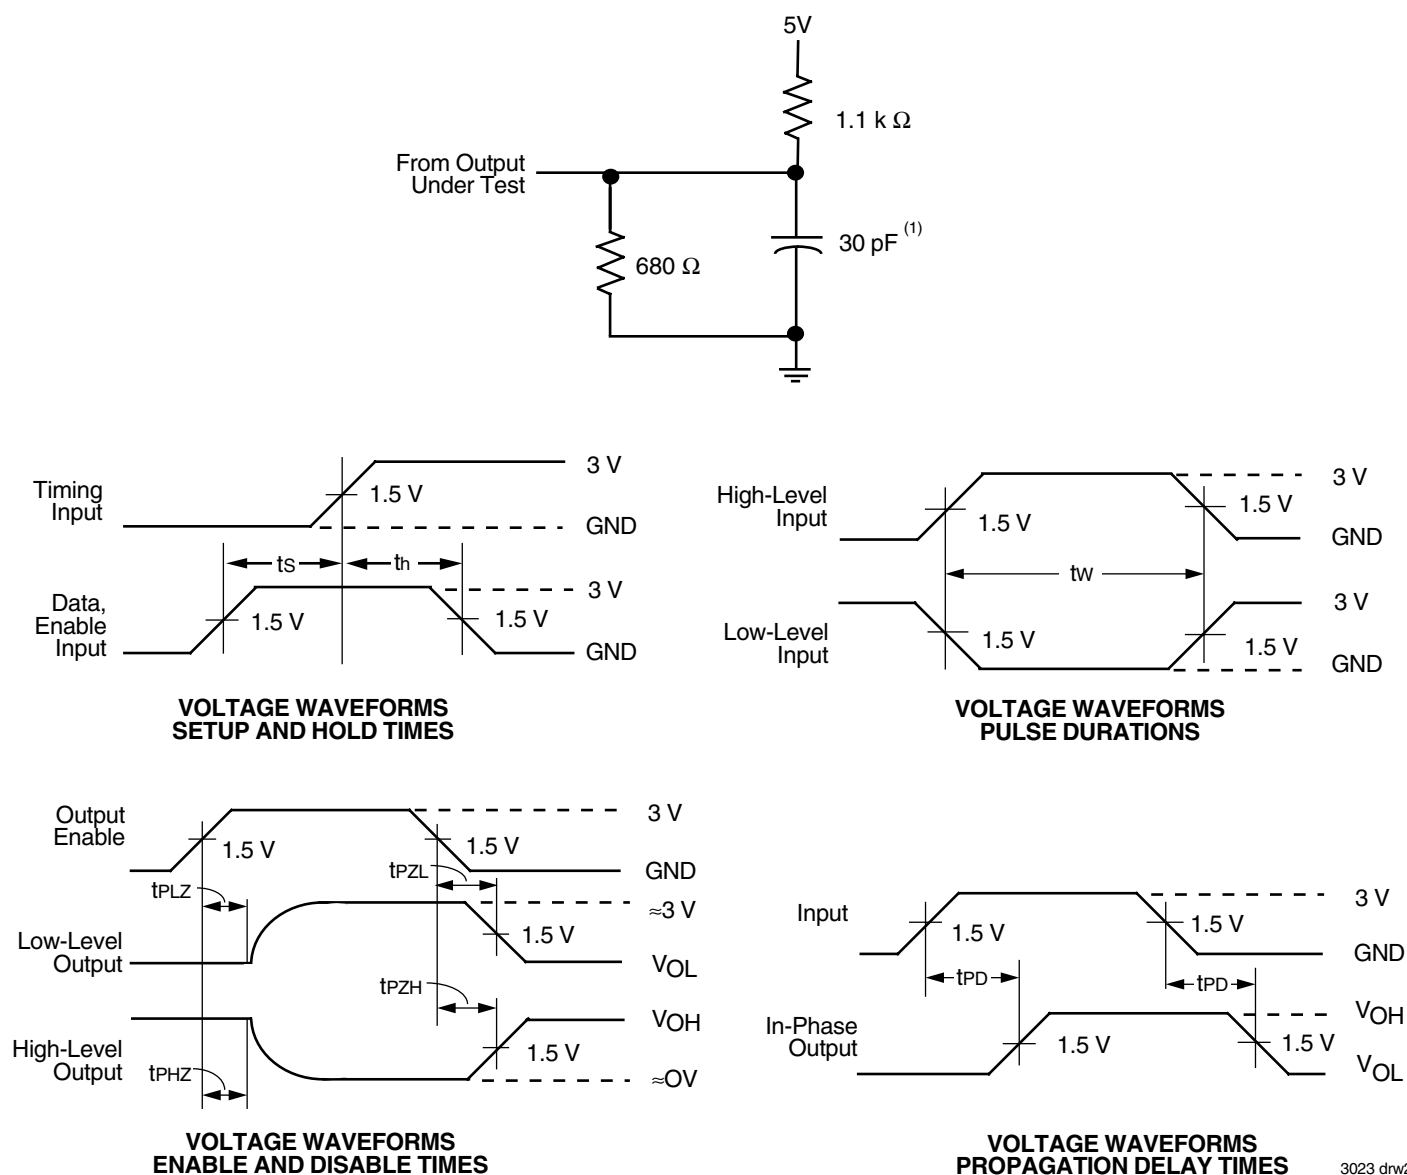 5V
1.1 k Ω
From Output
Under Test
680 Ω
30 pF (1)
Timing
Input
3 V
1.5 V
GND
tS
th
Data,
Enable
Input
3 V
1.5 V
1.5 V
GND
VOLTAGE WAVEFORMS
SETUP AND HOLD TIMES
High-Level
Input
3 V
1.5 V
1.5 V
GND
tW
Low-Level
Input
3 V
1.5 V
1.5 V
GND
VOLTAGE WAVEFORMS
PULSE DURATIONS
Output
Enable
3 V
1.5 V
1.5 V
GND
tPLZ
tPZL
Low-Level
Output
≈3 V
1.5 V
VOL
tPZH
High-Level
Output
VOH
1.5 V
≈OV
tPHZ
VOLTAGE WAVEFORMS
ENABLE AND DISABLE TIMES
Input
3 V
1.5 V
1.5 V
GND
tPD
tPD
In-Phase
Output
VOH
1.5 V
1.5 V
VOL
VOLTAGE WAVEFORMS
PROPAGATION DELAY TIMES
3023 drw